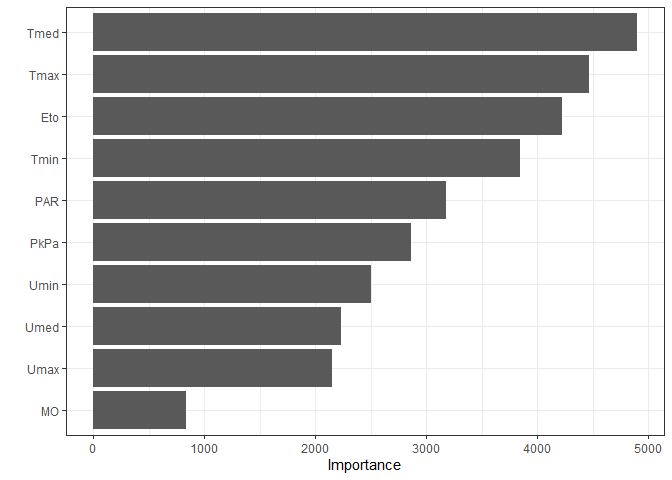 Tmed
Tmax
Eto
Tmin
PAR
PkPa
Umin
Umed
Umax
MO
0 1000 2000 3000 4000 5000
Importance